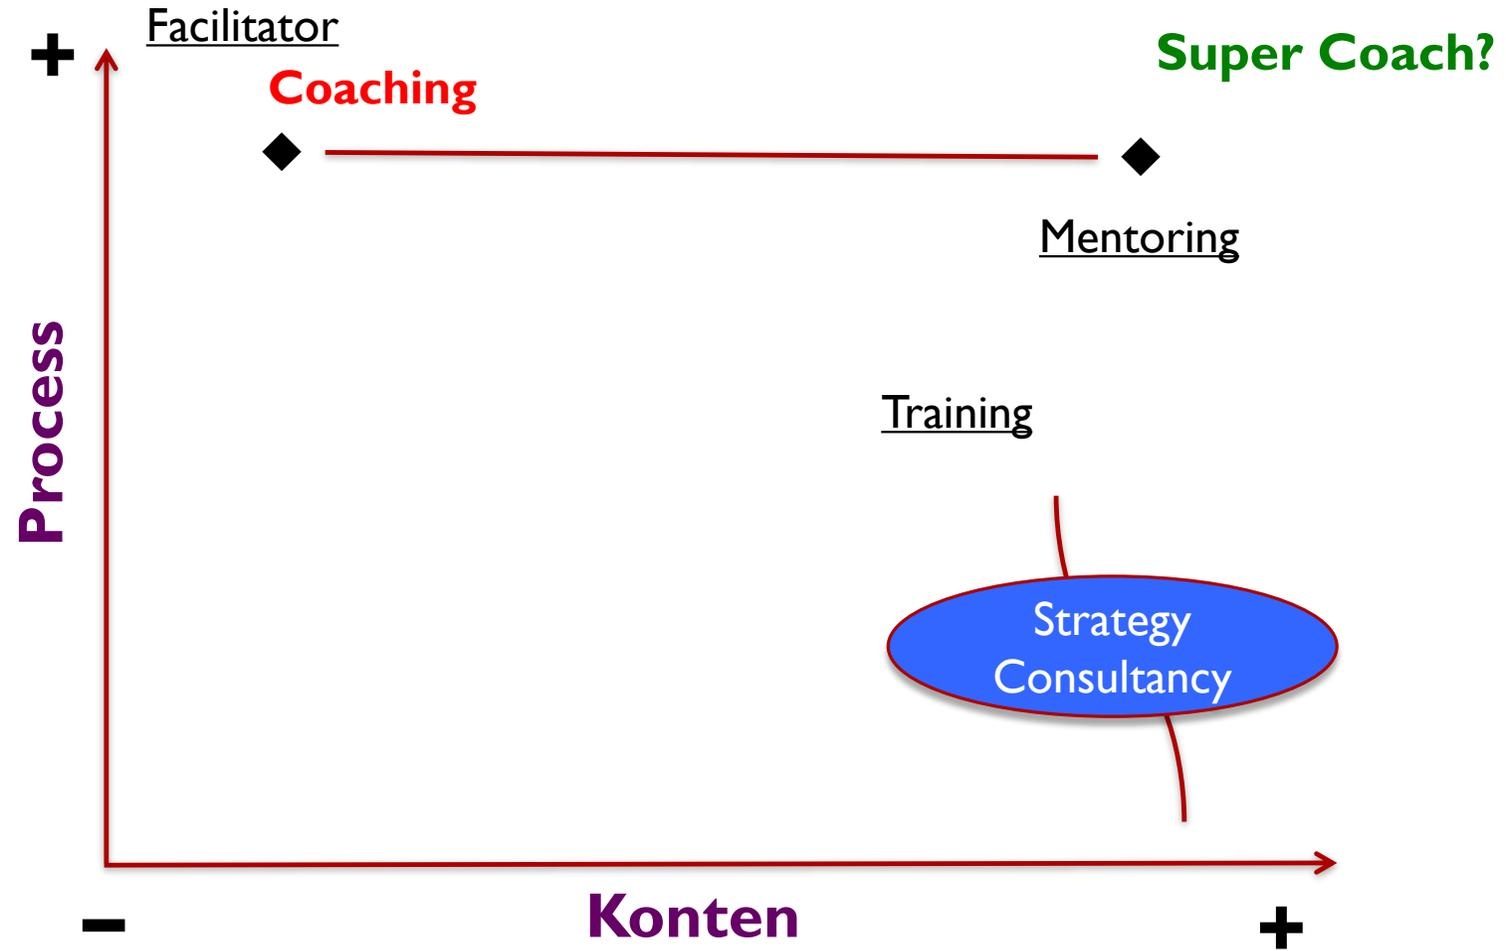 Facilitator
+
Super Coach?
Coaching
Mentoring
Process
Training
Strategy
Consultancy
Konten
−
+